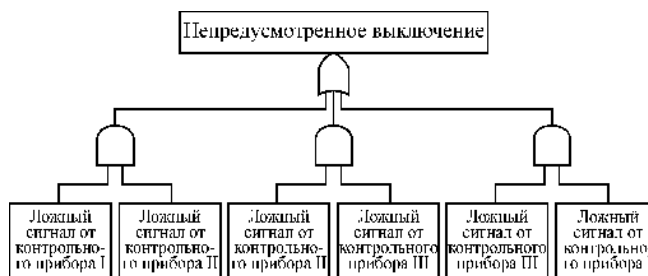 Непредусмотренное выключение
Ложный
сигнал от
контрольно-
го прибора I
Ложный
сигнал от
контрольно-
го прибора II
Ложный
сигнал от
контрольно-
го прибора II
Ложный
сигнал от
контрольного
прибора III
Ложный
сигнал от
контрольного
прибора III
Ложный
сигнал от
го прибора